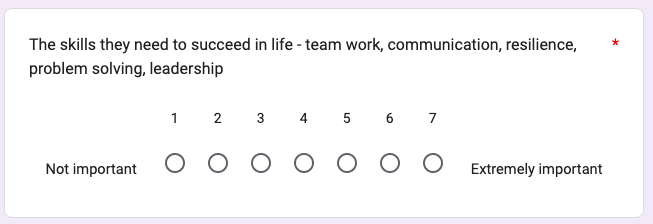 The skills they need to succeed in life - team work, communication, resilience, *
problem solving, leadership
1 2 3 4 5 6 7
Not important Extremely important